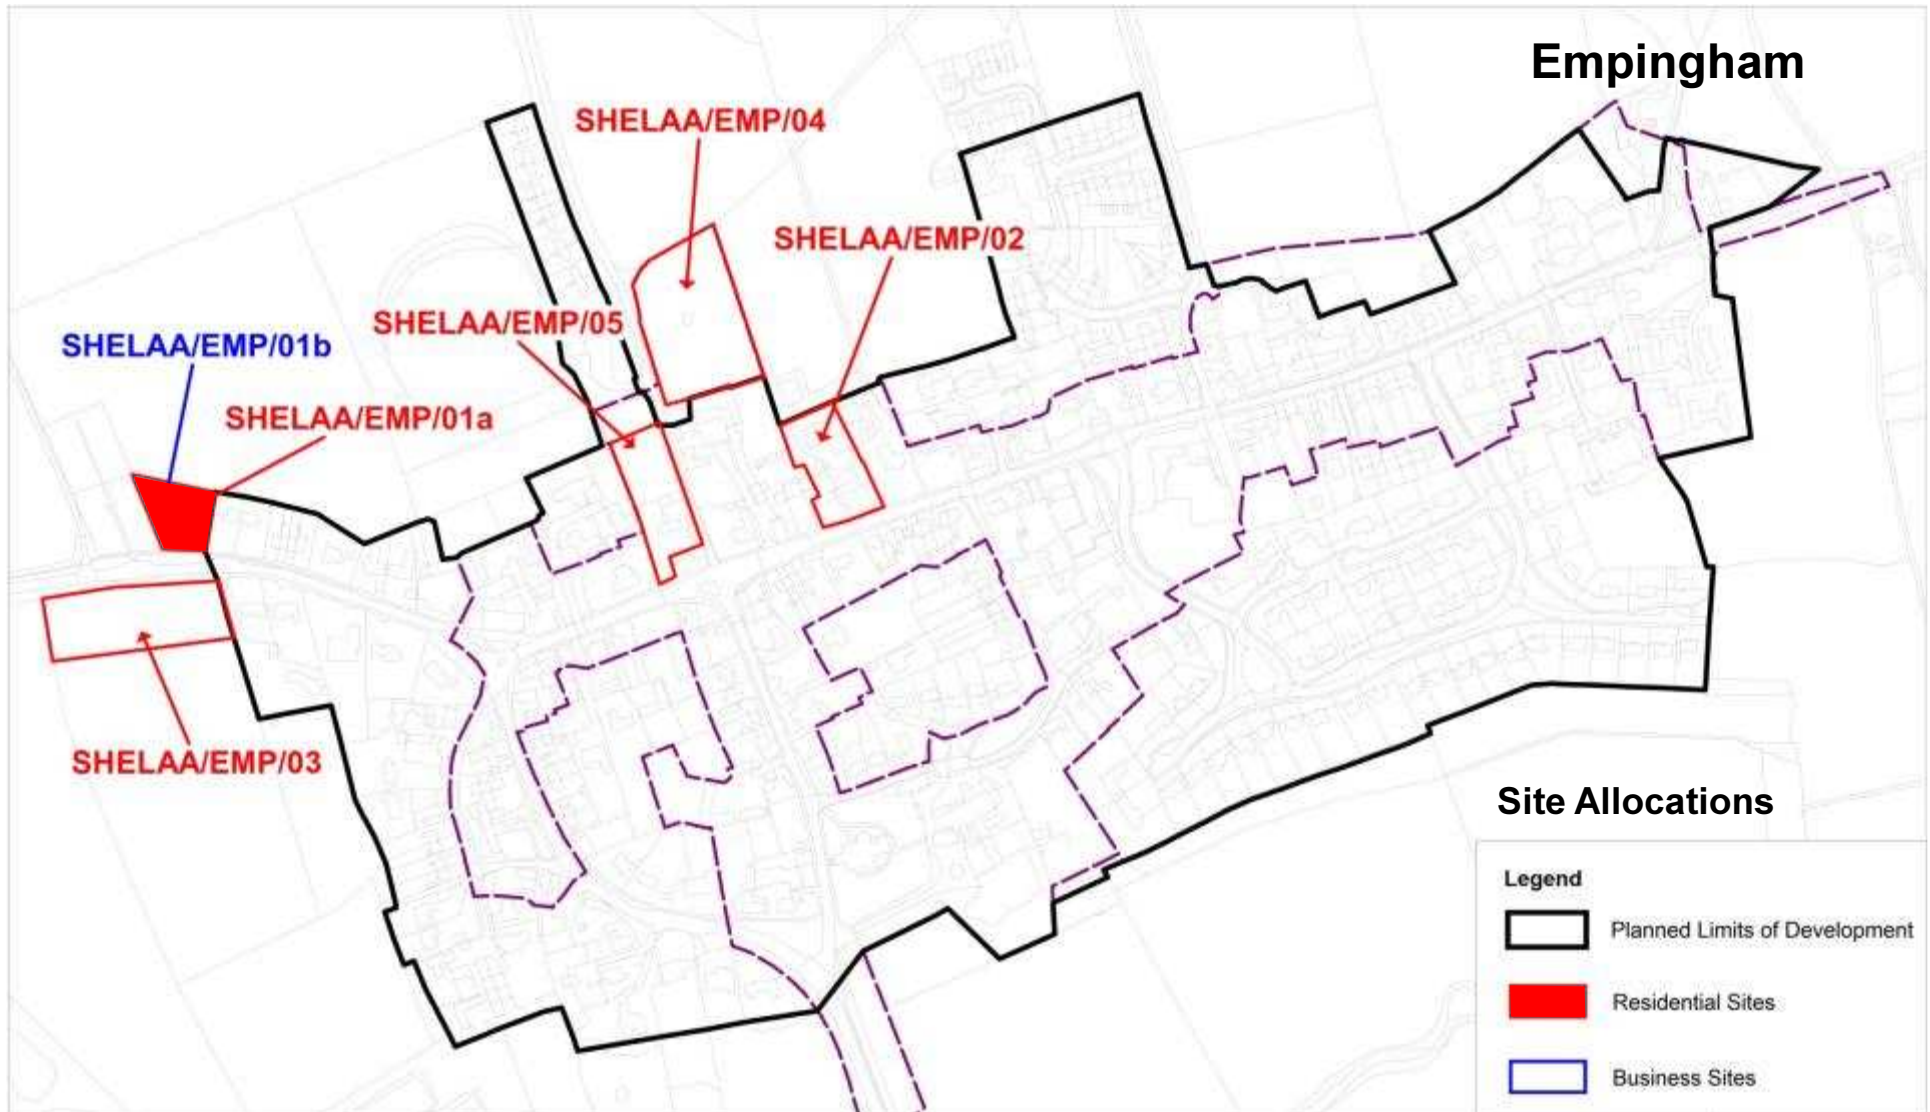 Empingham
SHELAA/EMP/04
SHELAA/EMP/02
SHELAA/EMP/05
SHELAA/EMP/01b
SHELAA/EMP/01a
SHELAA/EMP/03
Site Allocations
Legend
Planned Limits of Development
Residential Sites
Business Sites